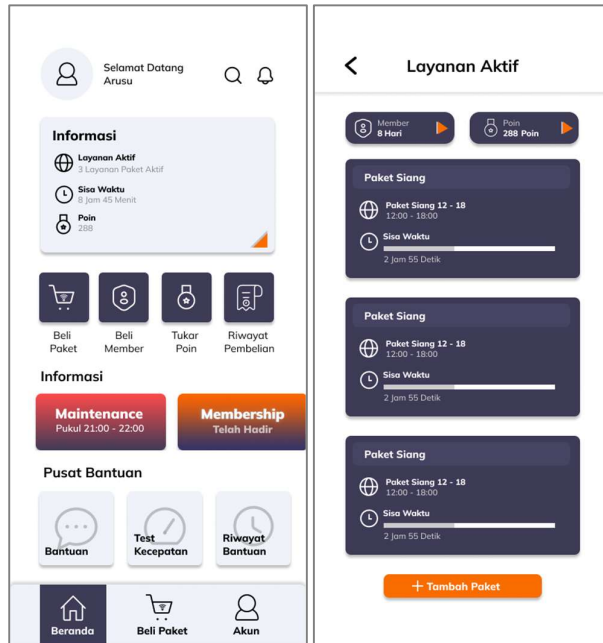 Selamat Datang
Arusu
Informasi
Layanan Aktif
3 Layanan Paket Aktif
Sisa Waktu
8 Jam 45 Menit
Poin
288
Beli
Paket
Beli
Member
Tukar
Poin
Riwayat
Pembelian
Informasi
Maintenance
Pukul 21:00 - 22:00
Membership
Telah Hadir
Pusat Bantuan
Bantuan
Test
Kecepatan
Riwayat
Bantuan
Beranda
Beli Paket
Akun
Layanan Aktif
Member
8 Hari
Poin
288 Poin
Paket Siang
Paket Siang 12 - 18
12:00 - 18:00
Sisa Waktu
2 Jam 55 Detik
Paket Siang
Paket Siang 12 - 18
12:00 - 18:00
Sisa Waktu
2 Jam 55 Detik
Paket Siang
Paket Siang 12 - 18
12:00 - 18:00
Sisa Waktu
2 Jam 55 Detik
+ Tambah Paket